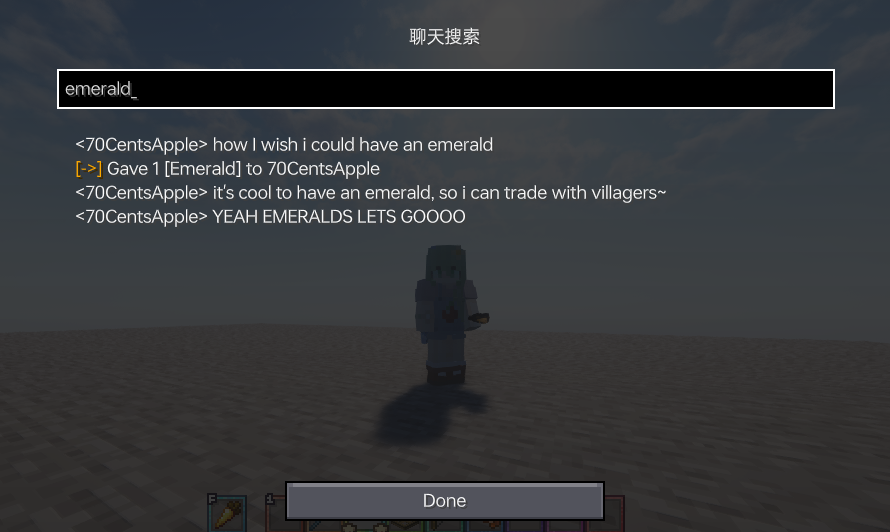 聊天搜索
emerald_
<70CentsApple> how I wish i could have an emerald
[->] Gave 1 [Emerald] to 70CentsApple
<70CentsApple> it's cool to have an emerald, so i can trade with villagers~
<70CentsApple> YEAH EMERALDS LETS GOOOO
Done
F
1